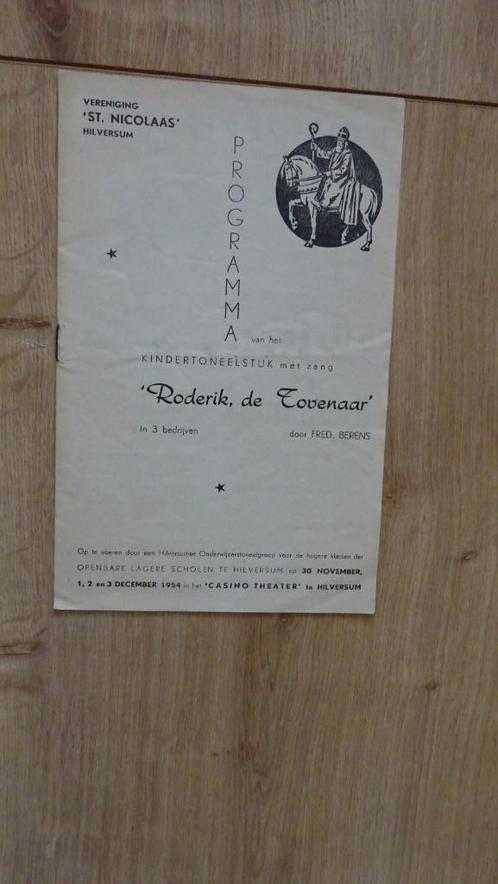 VERENIGING
'ST. NICOLAAS'
HILVERSUM
PROGRAMMA
van het
KINDERTONEELSTUK met zang
'Roderik, de Tovenaar'
in 3 bedrijven door FRED. BERENS
Op te voeren door een Hilversumse Onderwijzerstoneelgroep voor de hogere klassen der
OPENBARE LAGERE SCHOLEN TE HILVERSUM op 30 NOVEMBER,
1, 2 en 3 DECEMBER 1954 in het 'CASINO THEATER' te HILVERSUM